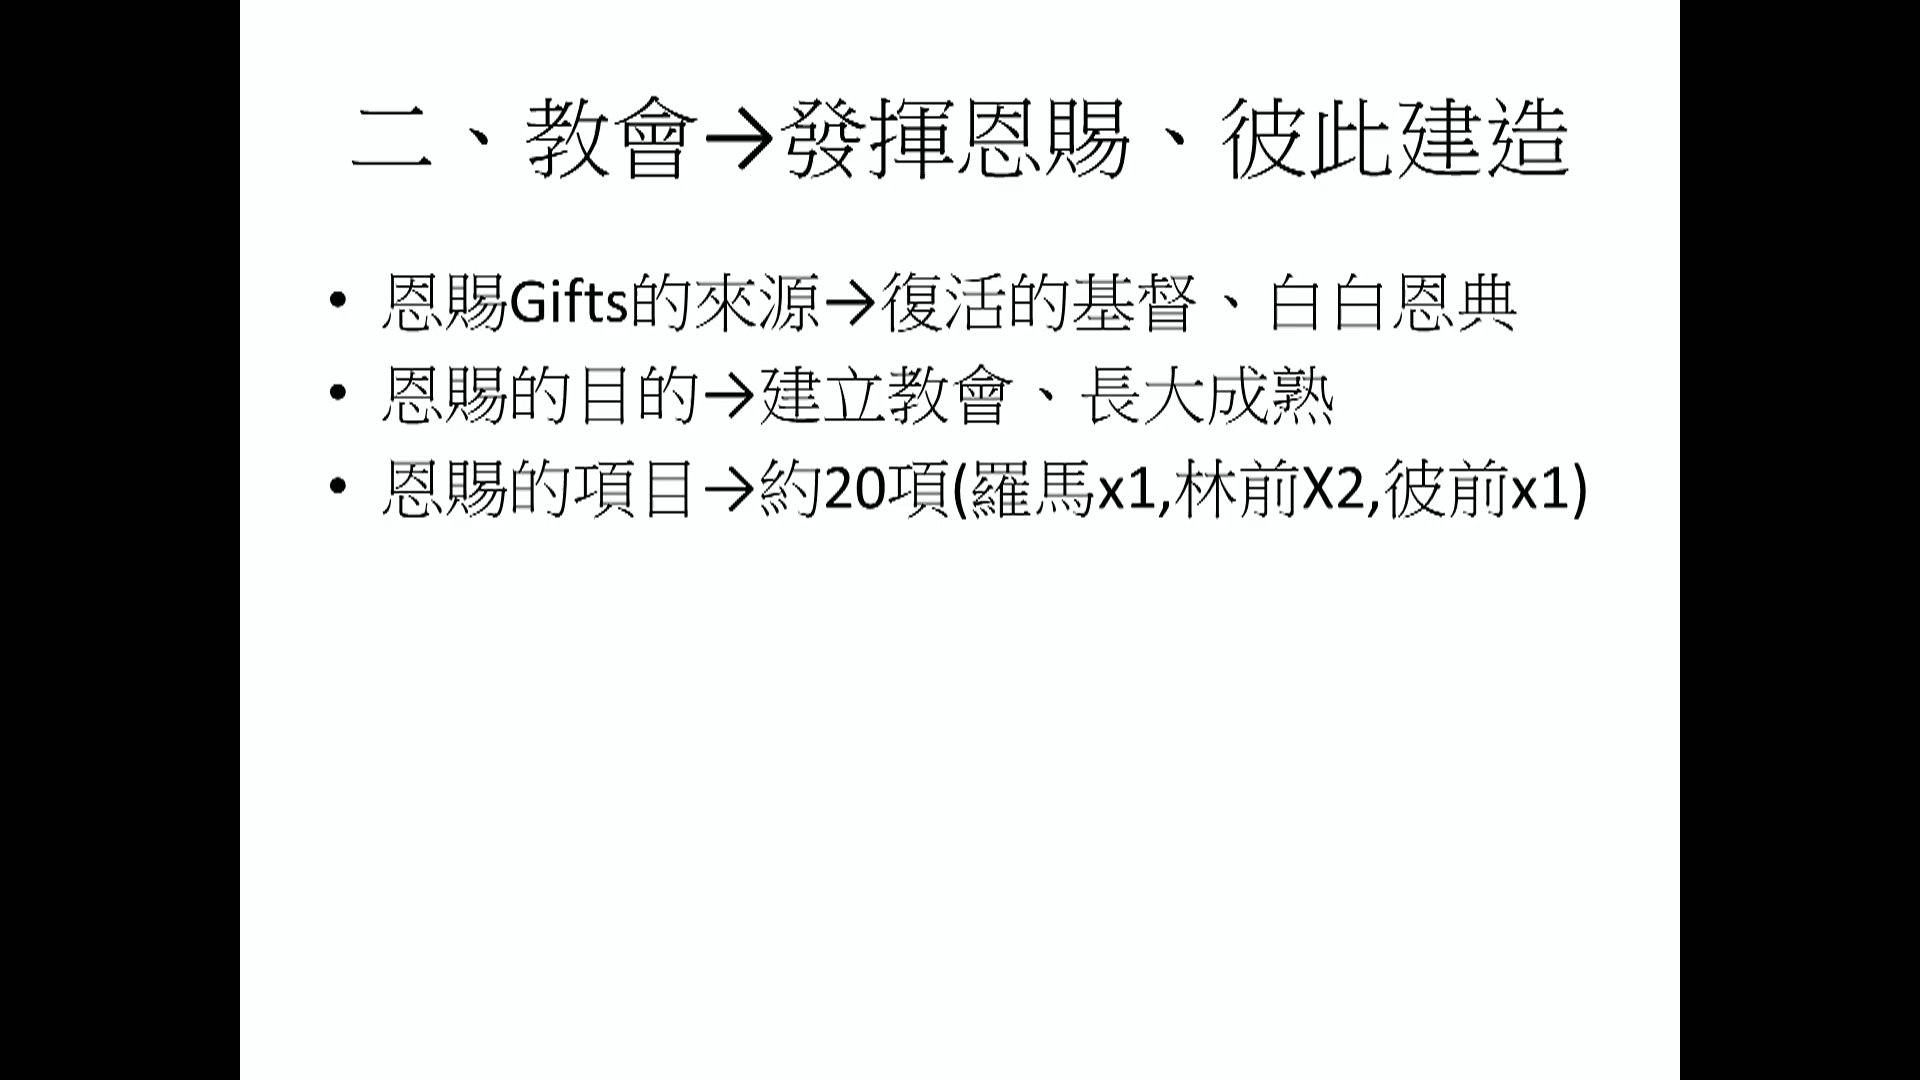 二、教會→發揮恩賜、彼此建造
• 恩賜Gifts的來源→復活的基督、白白恩典
• 恩賜的目的→建立教會、長大成熟
• 恩賜的項目→約20項(羅馬x1,林前X2,彼前x1)